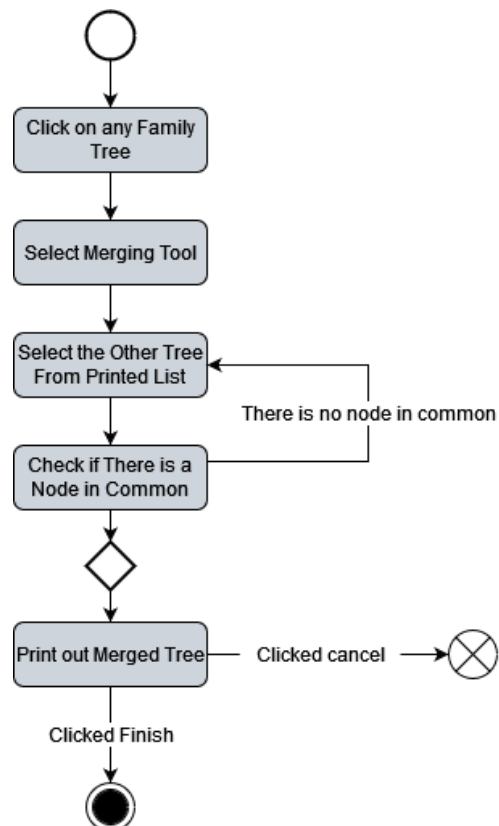 Click on any Family
Tree
Select Merging Tool
Select the Other Tree
From Printed List
There is no node in common
Check if There is a
Node in Common
Print out Merged Tree
Clicked cancel
Clicked Finish